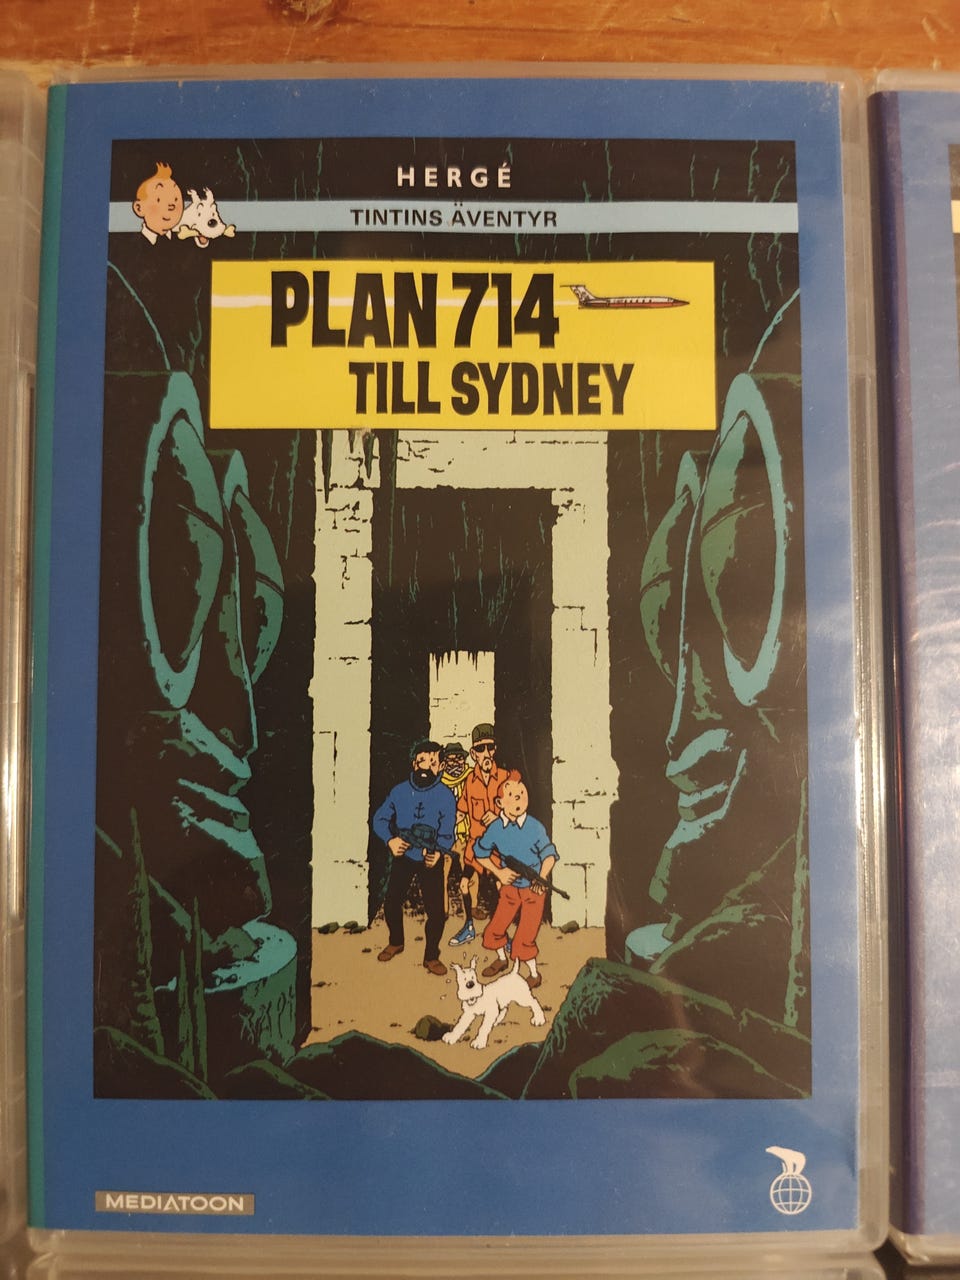 HERGÉ
TINTINS ÄVENTYR
PLAN 714
TILL SYDNEY
MEDIATOON